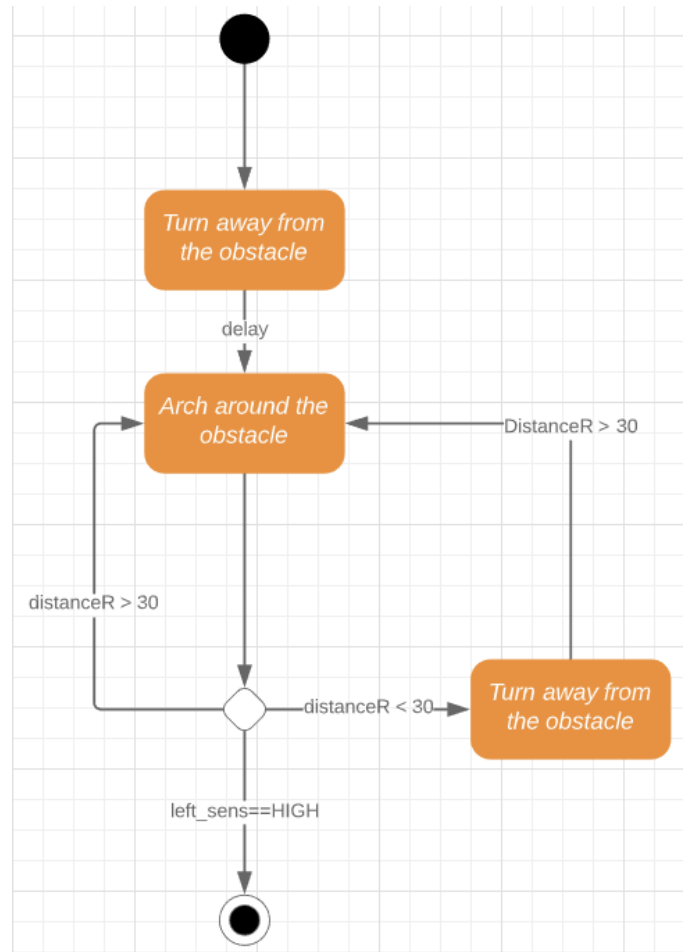 Turn away from
the obstacle
delay
Arch around the
obstacle
DistanceR > 30
distanceR > 30
distanceR < 30
Turn away from
the obstacle
left_sens==HIGH